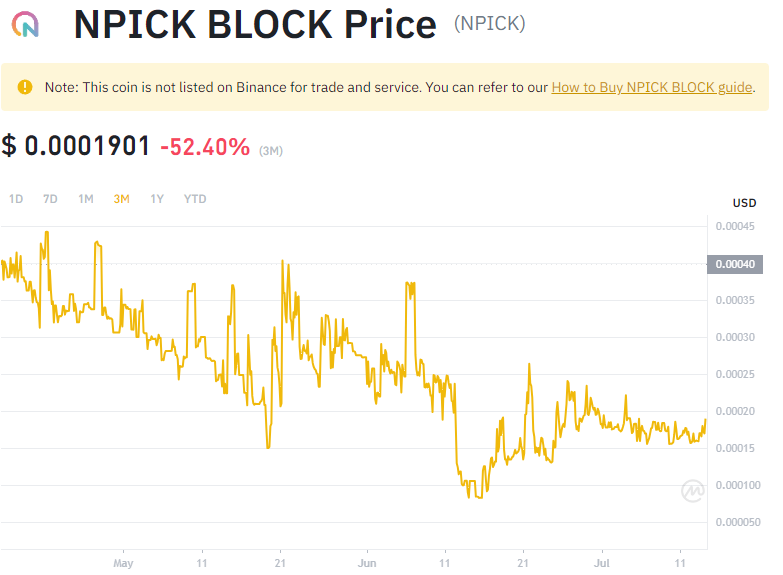 NPICK BLOCK Price (NPICK)
Note: This coin is not listed on Binance for trade and service. You can refer to our How to Buy NPICK BLOCK guide.
$ 0.0001901 -52.40% (3M)
1D 7D 1M 3M 1Y YTD
USD
0.00045
0.00040
0.00035
0.00030
0.00025
0.00020
0.00015
0.000100
0.000050
May 11 21 Jun 11 21 Jul 11